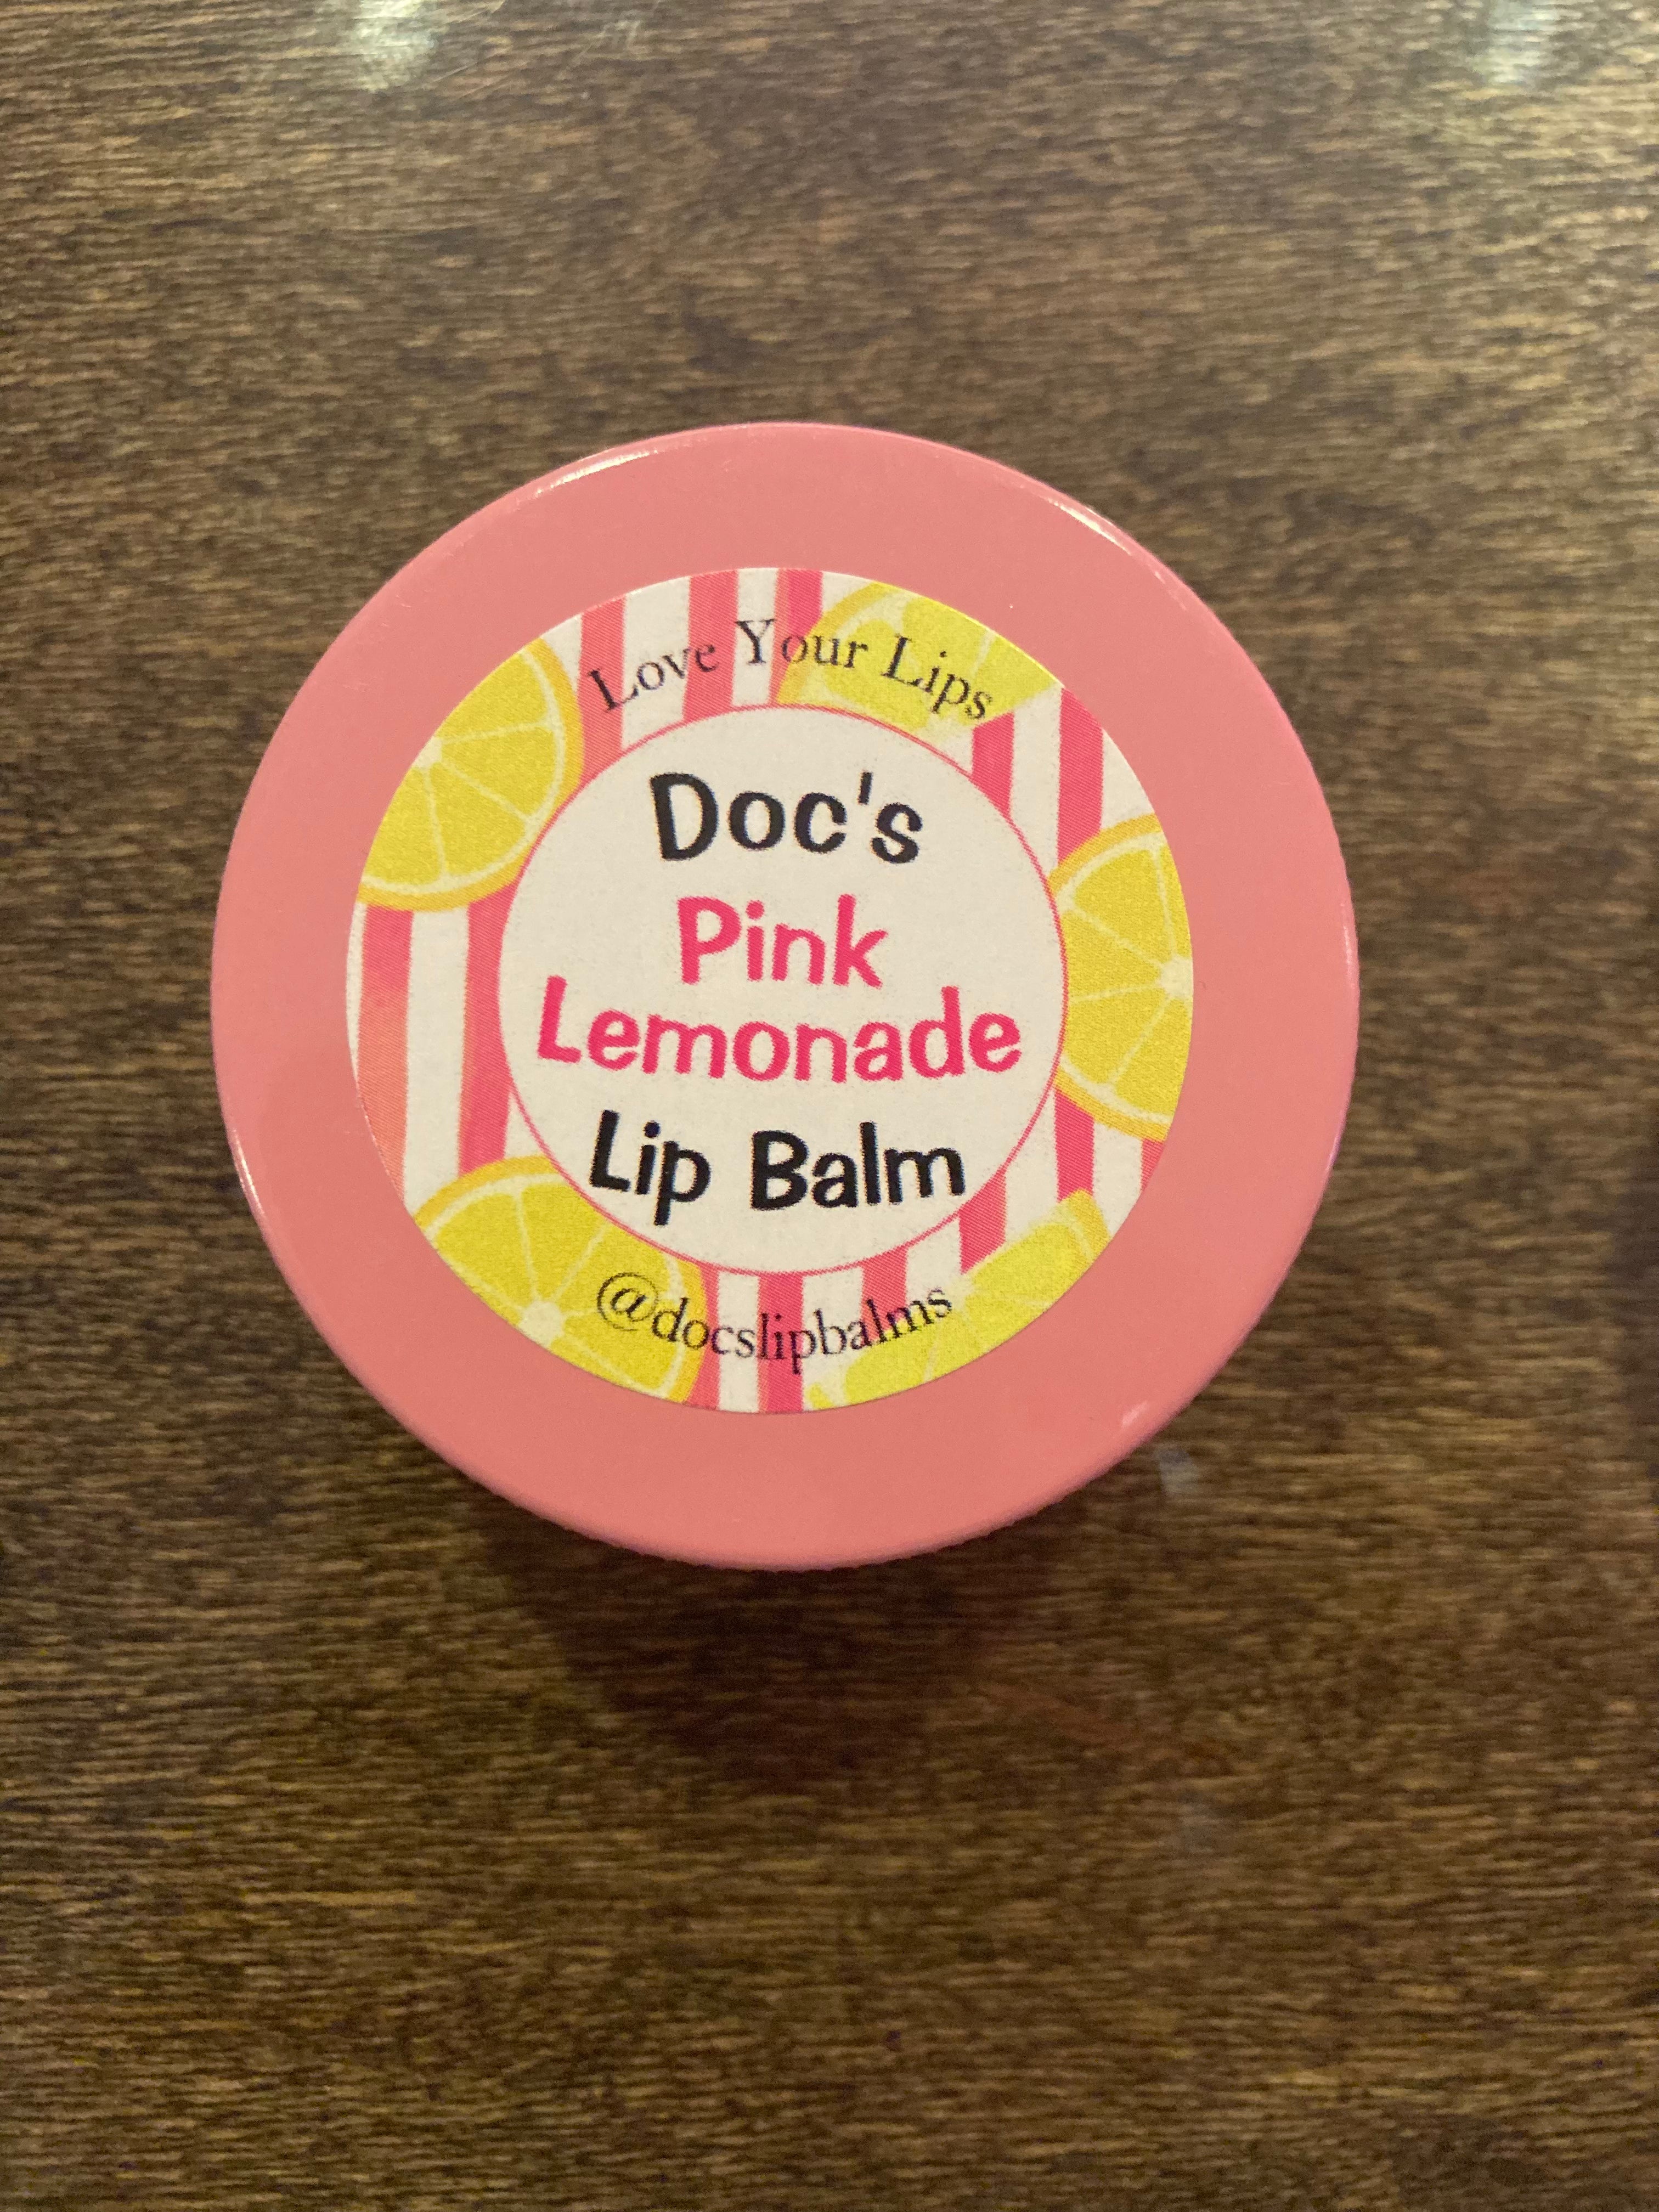 Love Your Lips
Doc's
Pink
Lemonade
Lip Balm
@docslipbalms